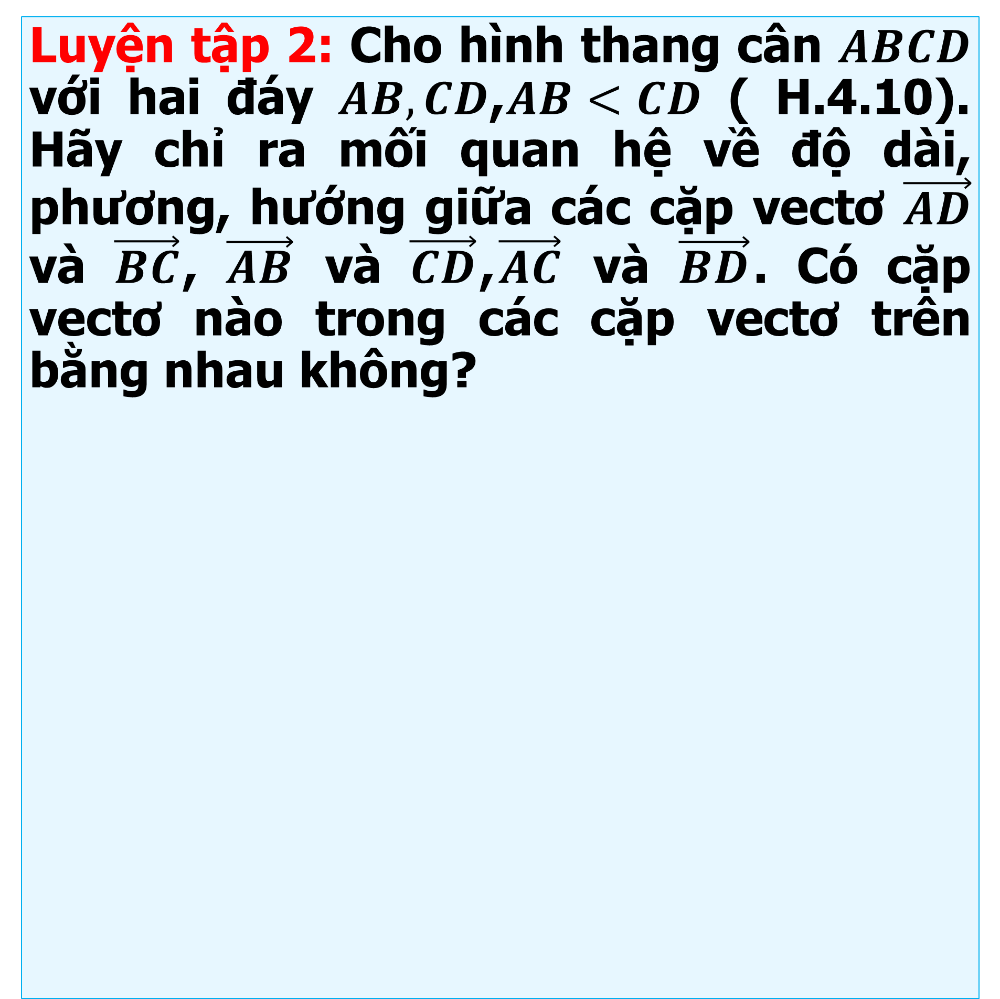 Luyện tập 2: Cho hình thang cân $ABCD$
với hai đáy $AB, CD$,$AB < CD$ ( H.4.10).
Hãy chỉ ra mối quan hệ về độ dài,
phương, hướng giữa các cặp vectơ $\overrightarrow{AD}$
và $\overrightarrow{BC}$, $\overrightarrow{AB}$ và $\overrightarrow{CD}$,$\overrightarrow{AC}$ và $\overrightarrow{BD}$. Có cặp
vectơ nào trong các cặp vectơ trên
bằng nhau không?